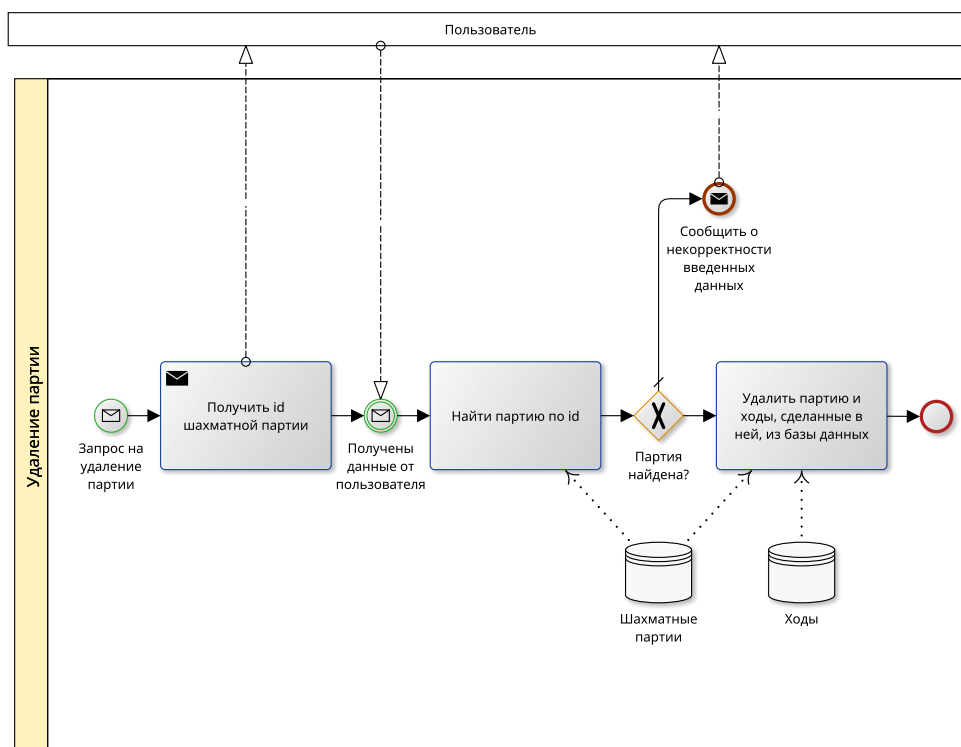 Пользователь
Удаление партии
Сообщить о
некорректности
введенных
данных
Запрос на
удаление
партии
Получить id
шахматной партии
Получены
данные от
пользователя
Найти партию по id
Партия
найдена?
Удалить партию и
ходы, сделанные в
ней, из базы данных
Шахматные
партии
Ходы